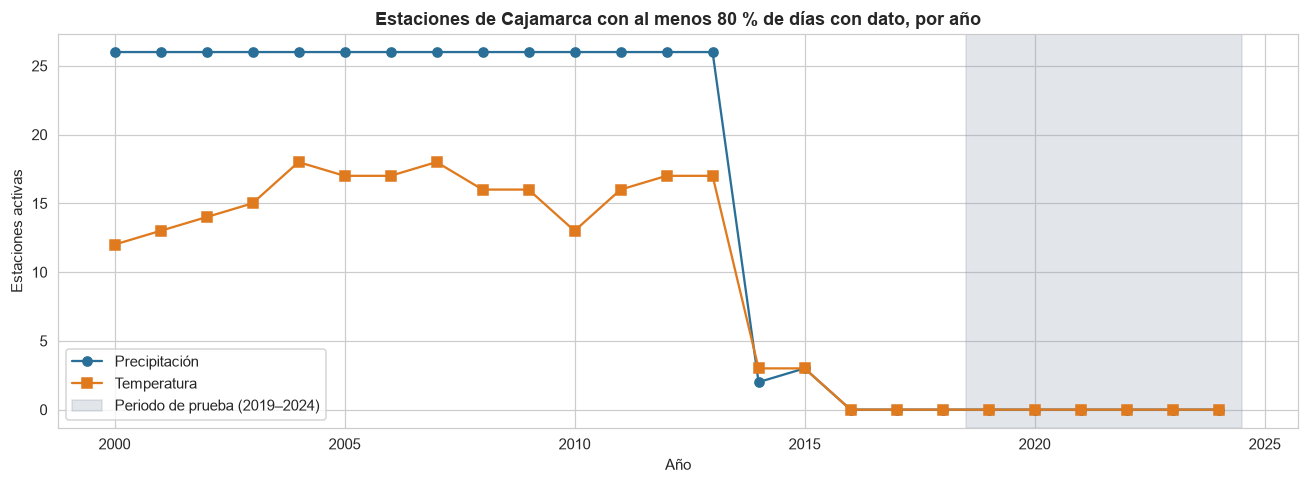 Estaciones de Cajamarca con al menos 80 % de días con dato, por año
25
20
15
10
5
0
Estaciones activas
Precipitación
Temperatura
Periodo de prueba (2019–2024)
2000 2005 2010 2015 2020 2025
Año